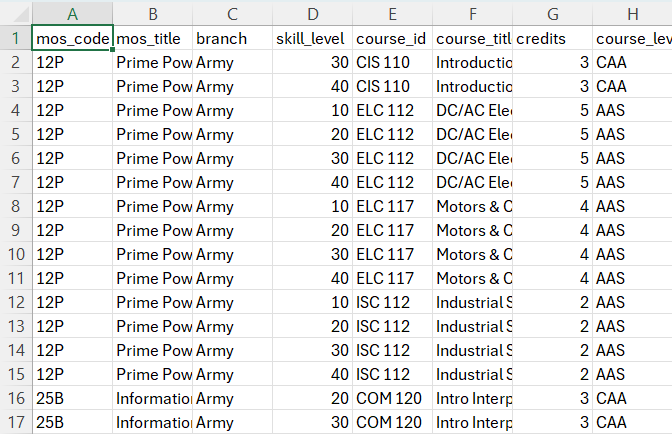 A B C D E F G H
1 mos_code mos_title branch skill_level course_id course_titl credits course_lev
2 12P Prime Pow Army 30 CIS 110 Introductio 3 CAA
3 12P Prime Pow Army 40 CIS 110 Introductio 3 CAA
4 12P Prime Pow Army 10 ELC 112 DC/AC Ele 5 AAS
5 12P Prime Pow Army 20 ELC 112 DC/AC Ele 5 AAS
6 12P Prime Pow Army 30 ELC 112 DC/AC Ele 5 AAS
7 12P Prime Pow Army 40 ELC 112 DC/AC Ele 5 AAS
8 12P Prime Pow Army 10 ELC 117 Motors & C 4 AAS
9 12P Prime Pow Army 20 ELC 117 Motors & C 4 AAS
10 12P Prime Pow Army 30 ELC 117 Motors & C 4 AAS
11 12P Prime Pow Army 40 ELC 117 Motors & C 4 AAS
12 12P Prime Pow Army 10 ISC 112 Industrial S 2 AAS
13 12P Prime Pow Army 20 ISC 112 Industrial S 2 AAS
14 12P Prime Pow Army 30 ISC 112 Industrial S 2 AAS
15 12P Prime Pow Army 40 ISC 112 Industrial S 2 AAS
16 25B Informatio Army 20 COM 120 Intro Interp 3 CAA
17 25B Informatio Army 30 COM 120 Intro Interp 3 CAA